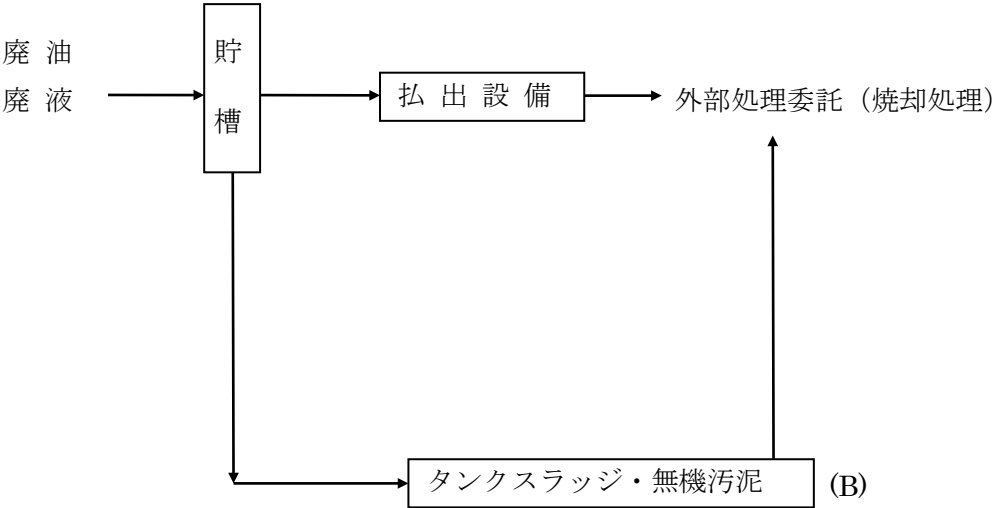 廃油
廃液
貯槽
払出設備
外部処理委託（焼却処理）
タンクスラッジ・無機汚泥
(B)